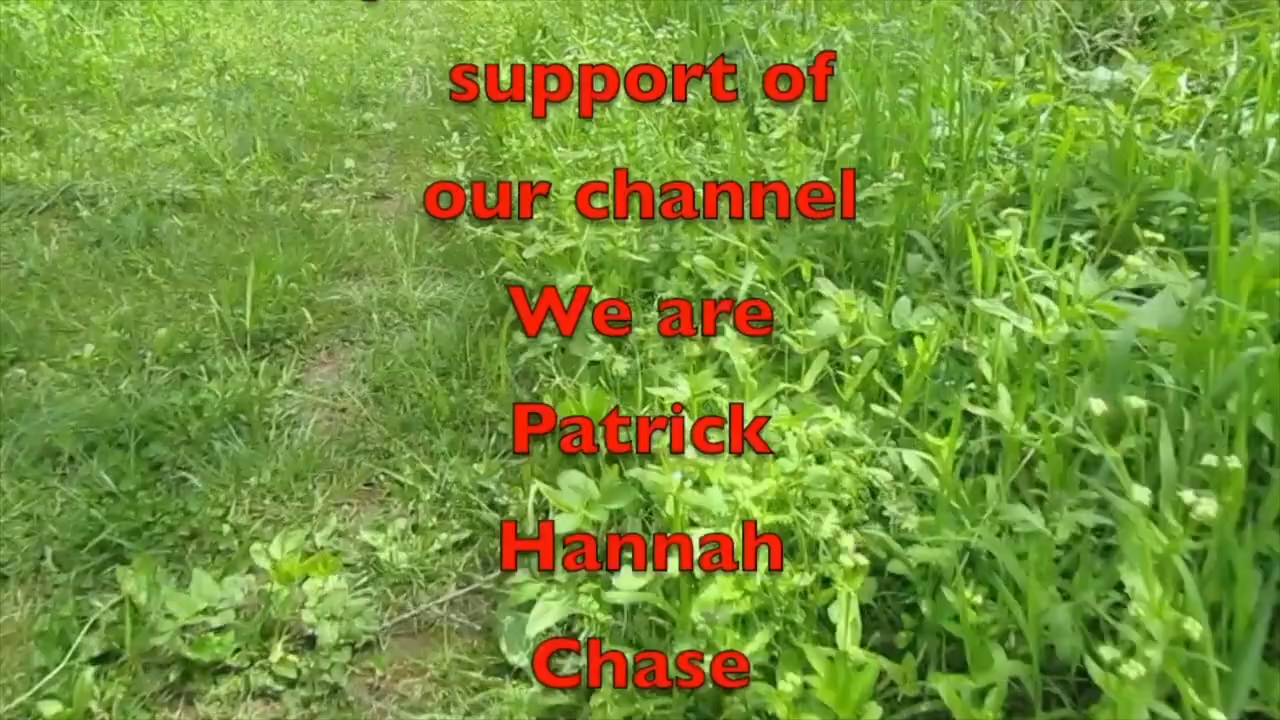 support of
our channel
We are
Patrick
Hannah
Chase